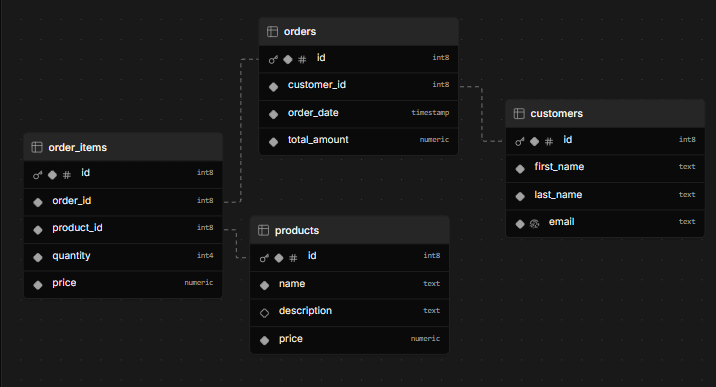 orders
id int8
customer_id int8
order_date timestamp
total_amount numeric
customers
id int8
first_name text
last_name text
email text
order_items
id int8
order_id int8
product_id int8
quantity int4
price numeric
products
id int8
name text
description text
price numeric